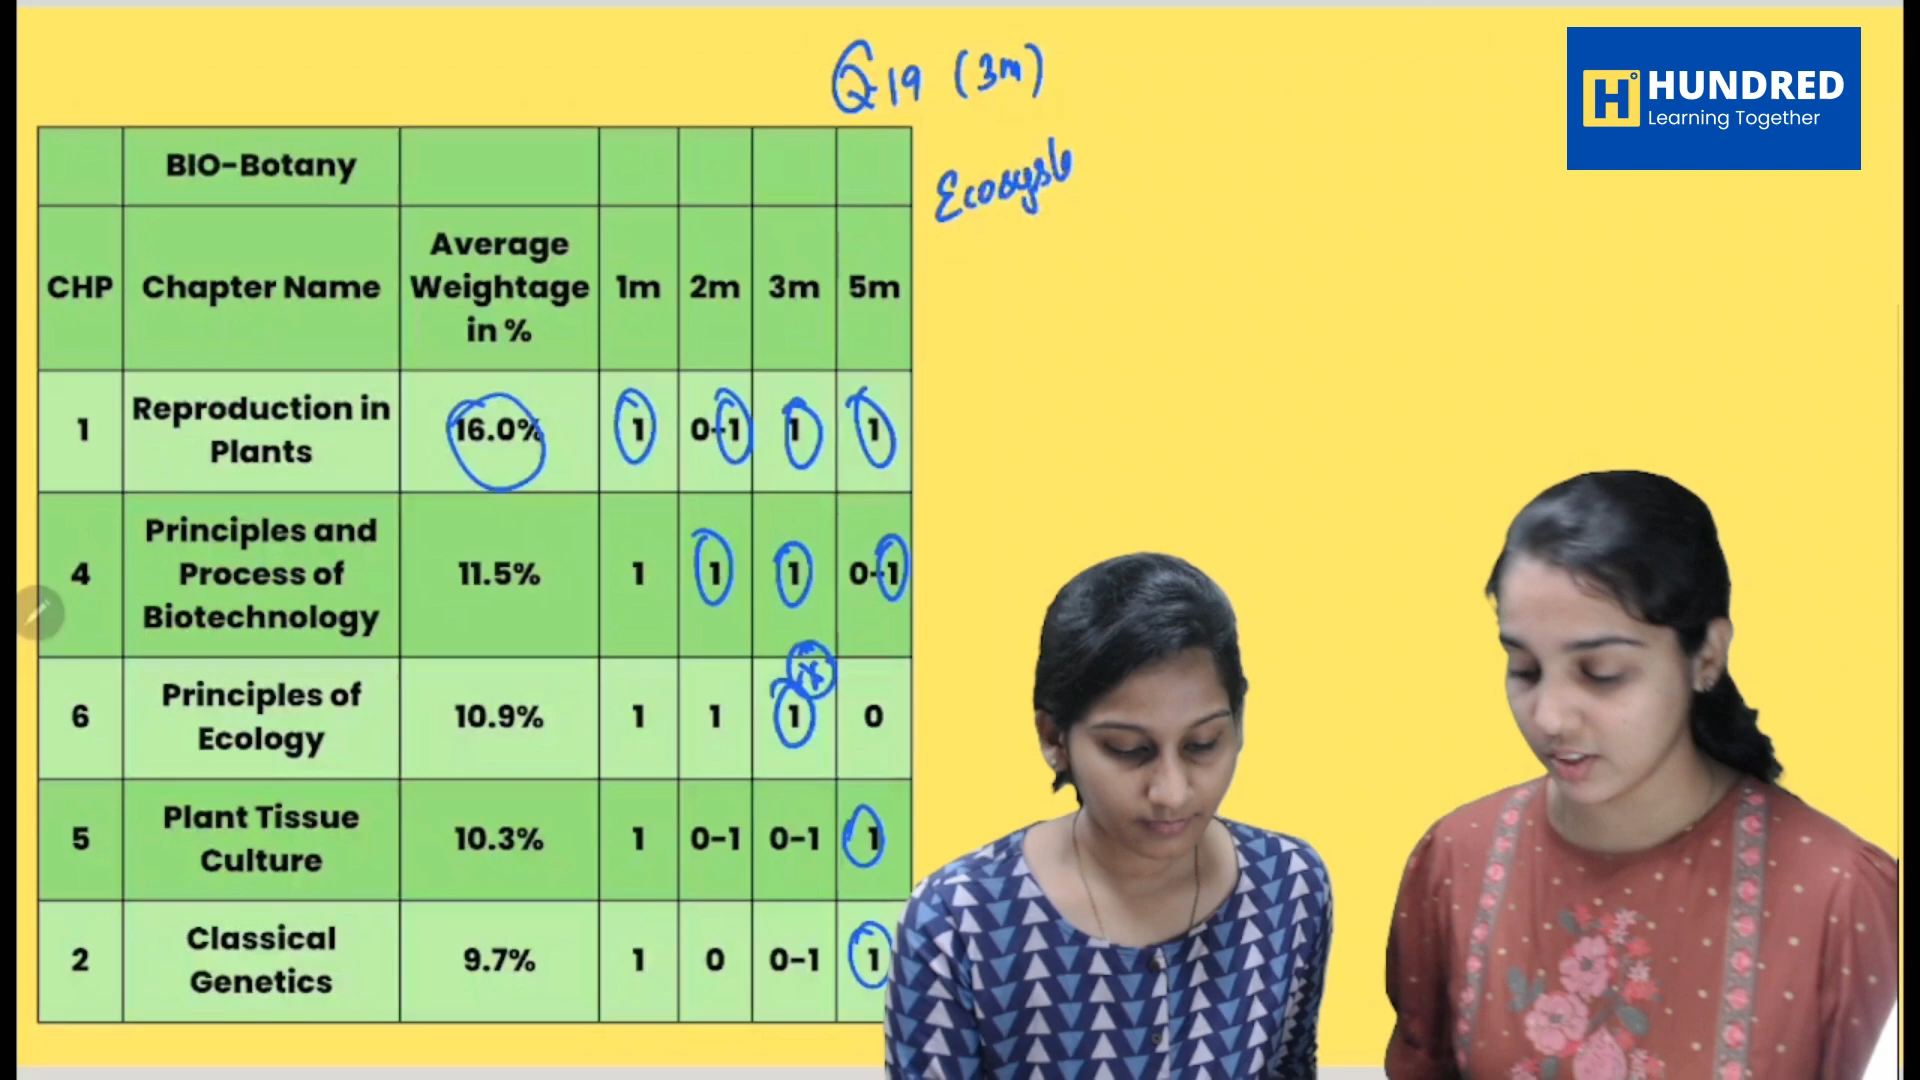 Q 19 (3m)
HUNDRED
Learning Together
Ecosyst
BIO-Botany
CHP Chapter Name Average Weightage in % 1m 2m 3m 5m
1 Reproduction in Plants 16.0% 1 0-1 1 1
4 Principles and Process of Biotechnology 11.5% 1 1 1 0-1
6 Principles of Ecology 10.9% 1 1 1 0
5 Plant Tissue Culture 10.3% 1 0-1 0-1 1
2 Classical Genetics 9.7% 1 0 0-1 1